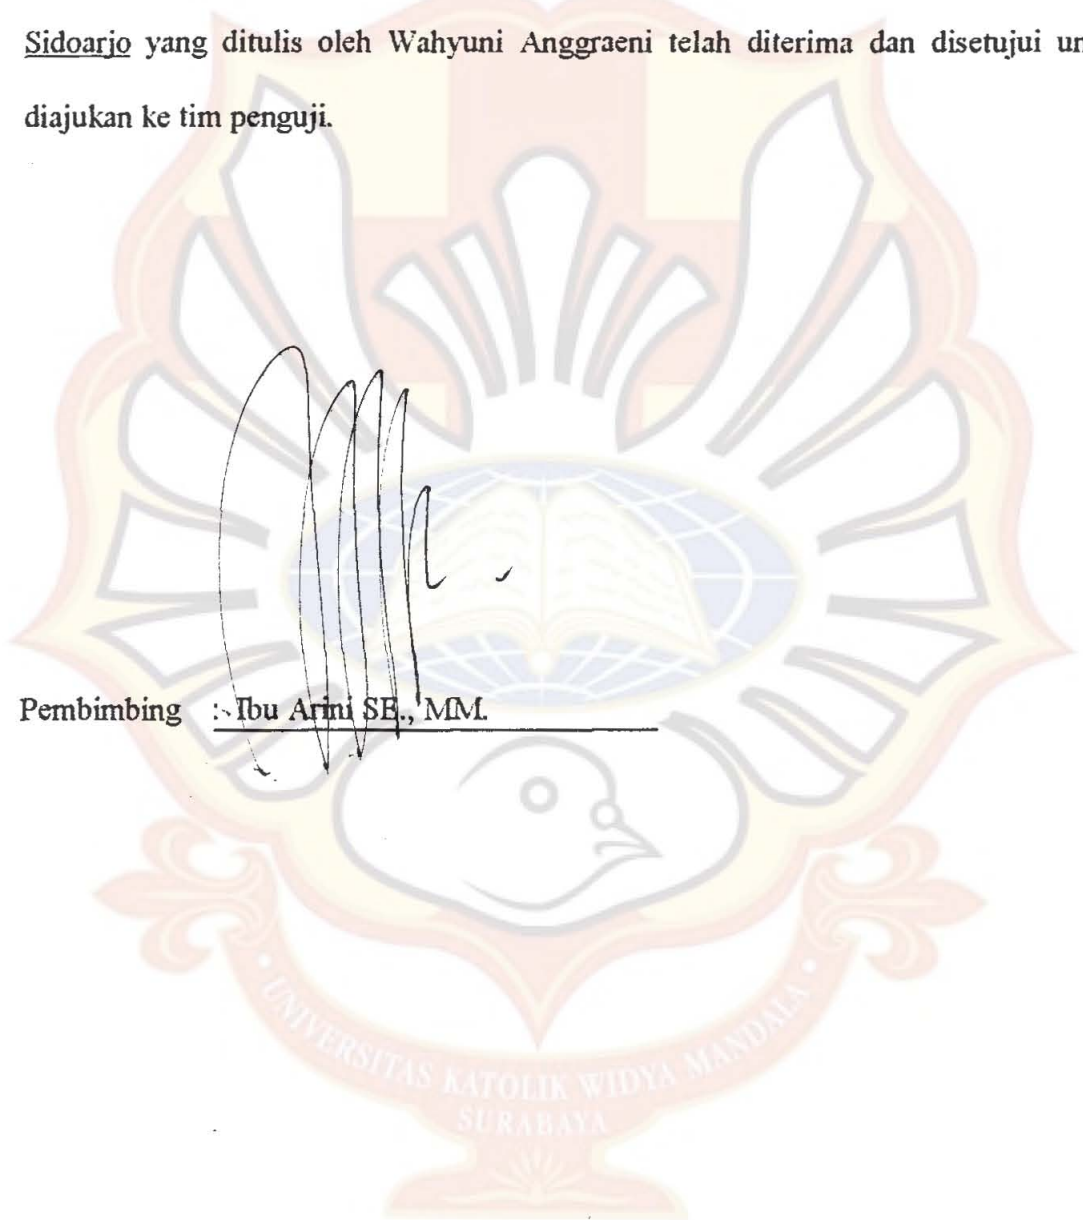 Sidoarjo yang ditulis oleh Wahyuni Anggraeni telah diterima dan disetujui un
diajukan ke tim penguji.
Pembimbing : Ibu Arini SE., MM.
UNIVERSITAS KATOLIK WIDYA MANDALA
SURABAYA